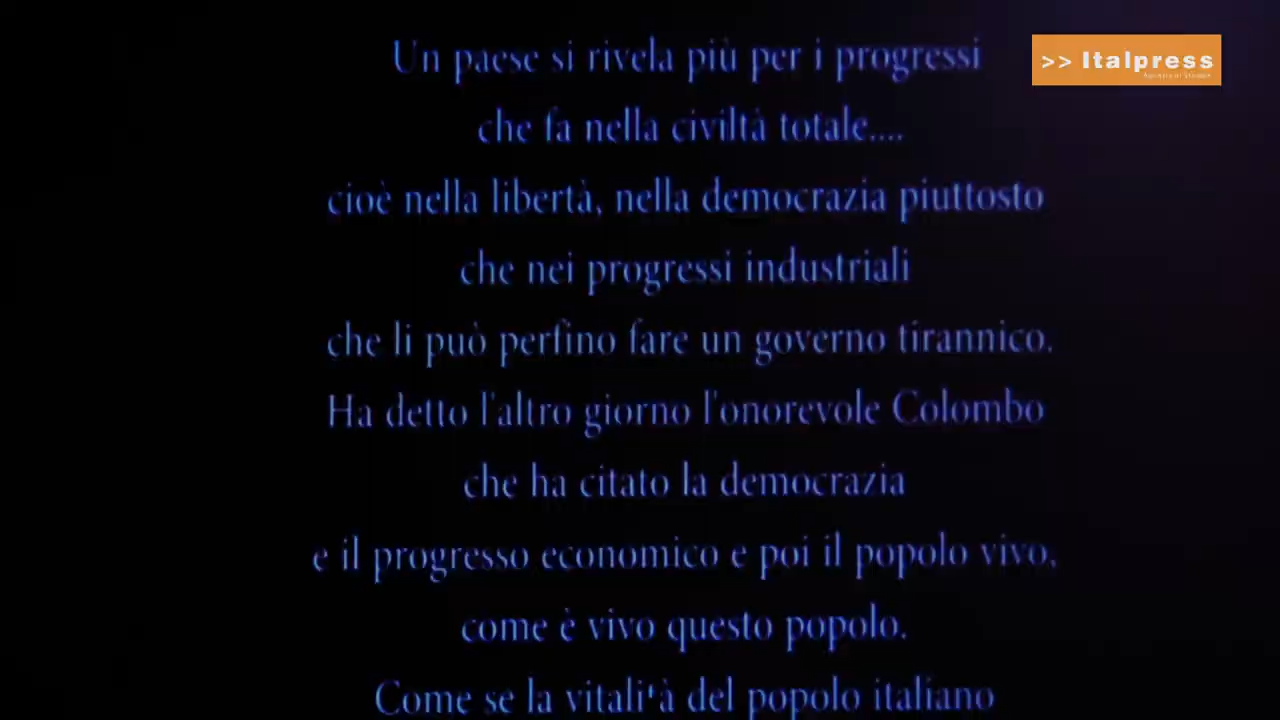 Un paese si rivela più per i progressi
>> Italpress
che fa nella civiltà totale....
cioè nella libertà, nella democrazia piuttosto
che nei progressi industriali
che li può perfino fare un governo tirannico.
Ha detto l'altro giorno l'onorevole Colombo
che ha citato la democrazia
e il progresso economico e poi il popolo vivo,
come è vivo questo popolo.
Come se la vitalità del popolo italiano